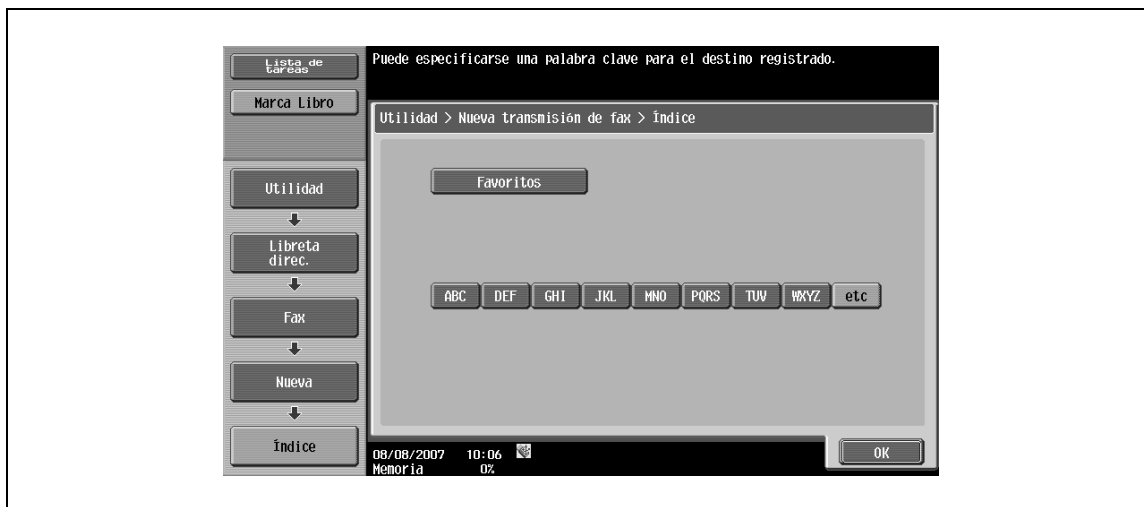 Lista de
tareas
Marca Libro
Utilidad
Libreta
direc.
Fax
Nueva
Índice
Puede especificarse una palabra clave para el destino registrado.
Utilidad > Nueva transmisión de fax > Índice
Favoritos
ABC DEF GHI JKL MNO PQRS TUV WXYZ etc
08/08/2007 10:06
Memoria 0%
OK